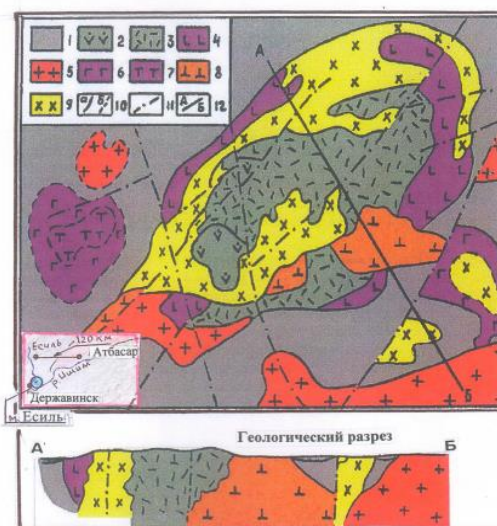 1 2 3 4
5 6 7 8
9 а/б 10 11 А/Б 12
А
Б
Есиль 120 км
Атбасар
р. Ишим
Державинск
м. Есиль
Геологический разрез
А
Б